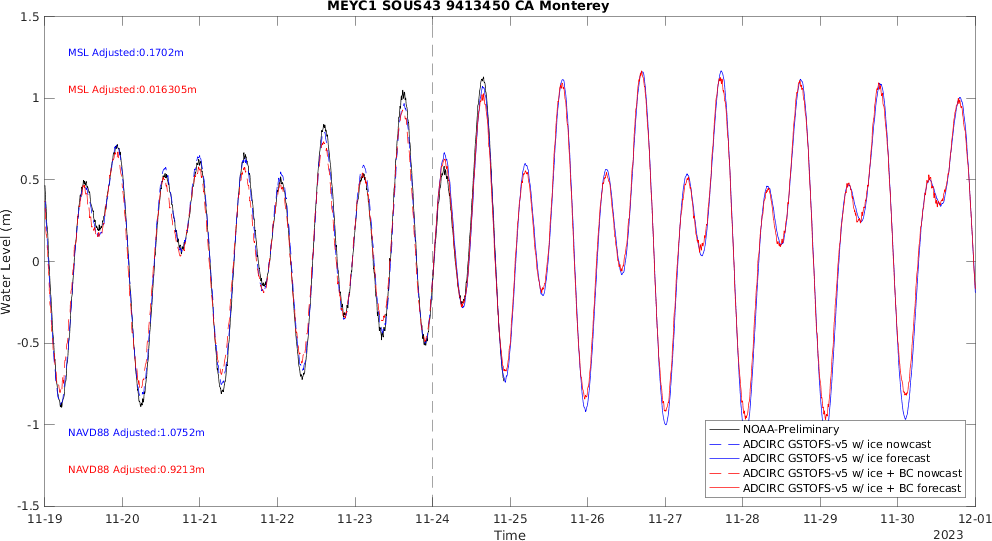 MEYC1 SOUS43 9413450 CA Monterey
1.5
MSL Adjusted:0.1702m
MSL Adjusted:0.016305m
1
0.5
0
Water Level (m)
-0.5
-1
NAVD88 Adjusted:1.0752m
NAVD88 Adjusted:0.9213m
NOAA-Preliminary
ADCIRC GSTOFS-v5 w/ ice nowcast
ADCIRC GSTOFS-v5 w/ ice forecast
ADCIRC GSTOFS-v5 w/ ice + BC nowcast
ADCIRC GSTOFS-v5 w/ ice + BC forecast
-1.5
11-19 11-20 11-21 11-22 11-23 11-24 11-25 11-26 11-27 11-28 11-29 11-30 12-01
Time
2023